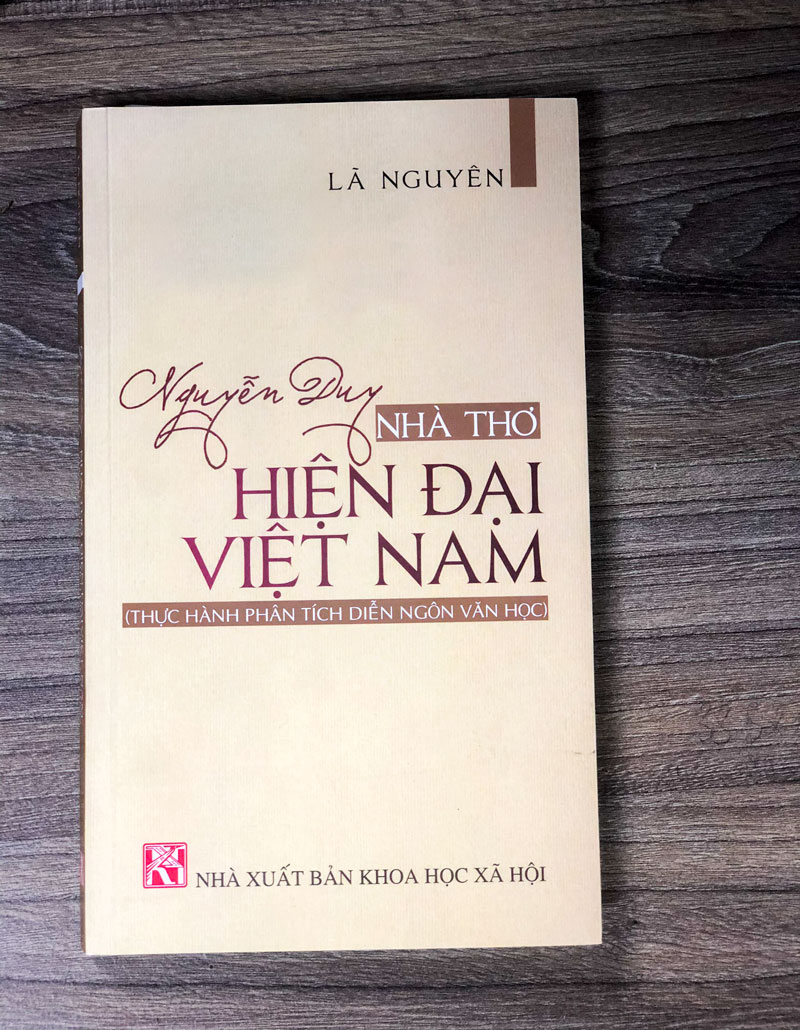 LÃ NGUYÊN
Nguyễn Duy
NHÀ THƠ
HIỆN ĐẠI
VIỆT NAM
(THỰC HÀNH PHÂN TÍCH DIỄN NGÔN VĂN HỌC)
NHÀ XUẤT BẢN KHOA HỌC XÃ HỘI